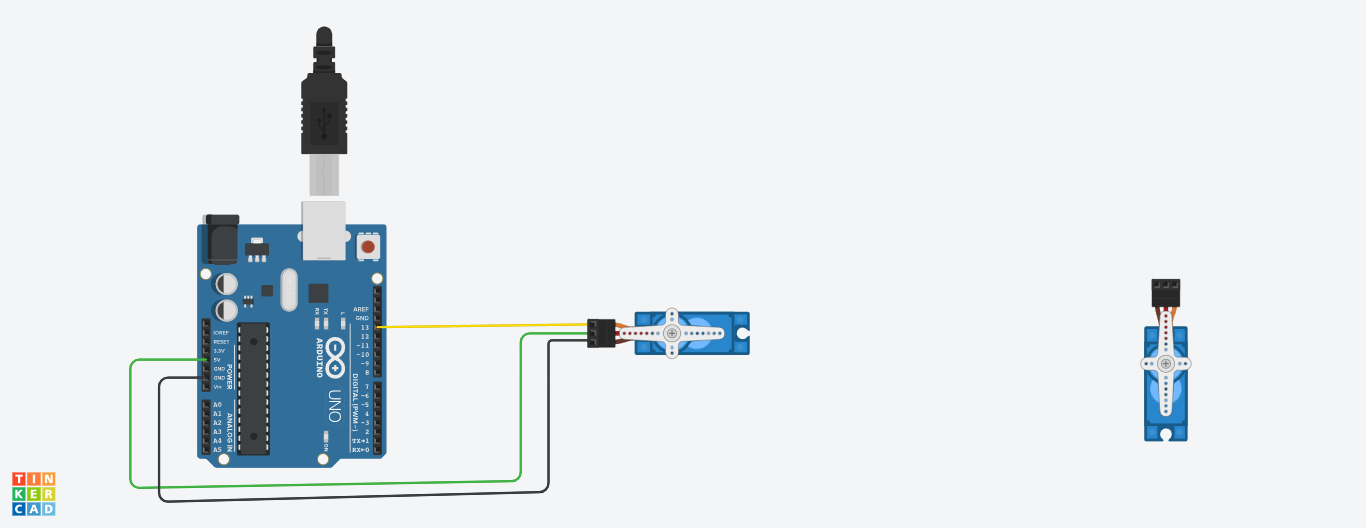 AREF
GND
13
12
~11
~10
~9
8
7
~6
~5
4
~3
2
TX→1
RX←0
DIGITAL (PWM~)
IOREF
RESET
3.3V
5V
GND
GND
Vin
POWER
A0
A1
A2
A3
A4
A5
ANALOG IN
RX
TX
L
ARDUINO
UNO
ON
TIN
KER
CAD